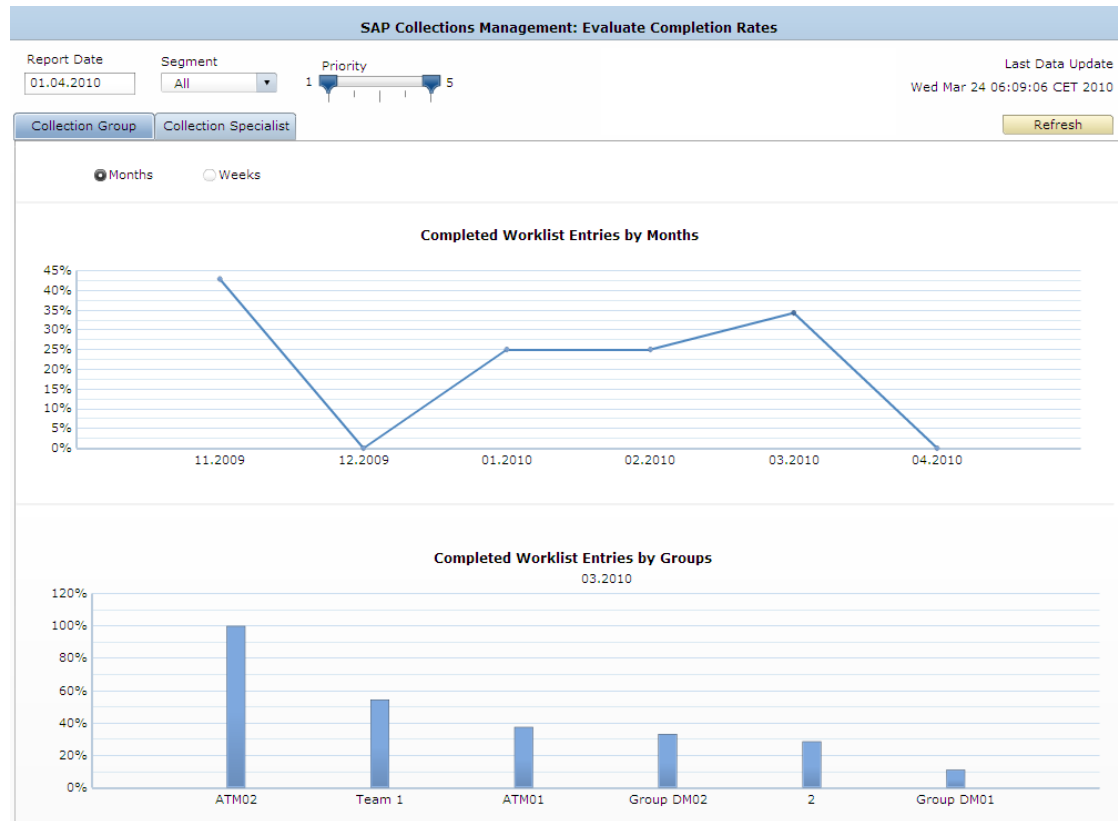 SAP Collections Management: Evaluate Completion Rates
Report Date
Segment
Priority
Last Data Update
01.04.2010
All
1
5
Wed Mar 24 06:09:06 CET 2010
Collection Group
Collection Specialist
Refresh
Months
Weeks
Completed Worklist Entries by Months
45%
40%
35%
30%
25%
20%
15%
10%
5%
0%
11.2009
12.2009
01.2010
02.2010
03.2010
04.2010
Completed Worklist Entries by Groups
03.2010
120%
100%
80%
60%
40%
20%
0%
ATM02
Team 1
ATM01
Group DM02
2
Group DM01